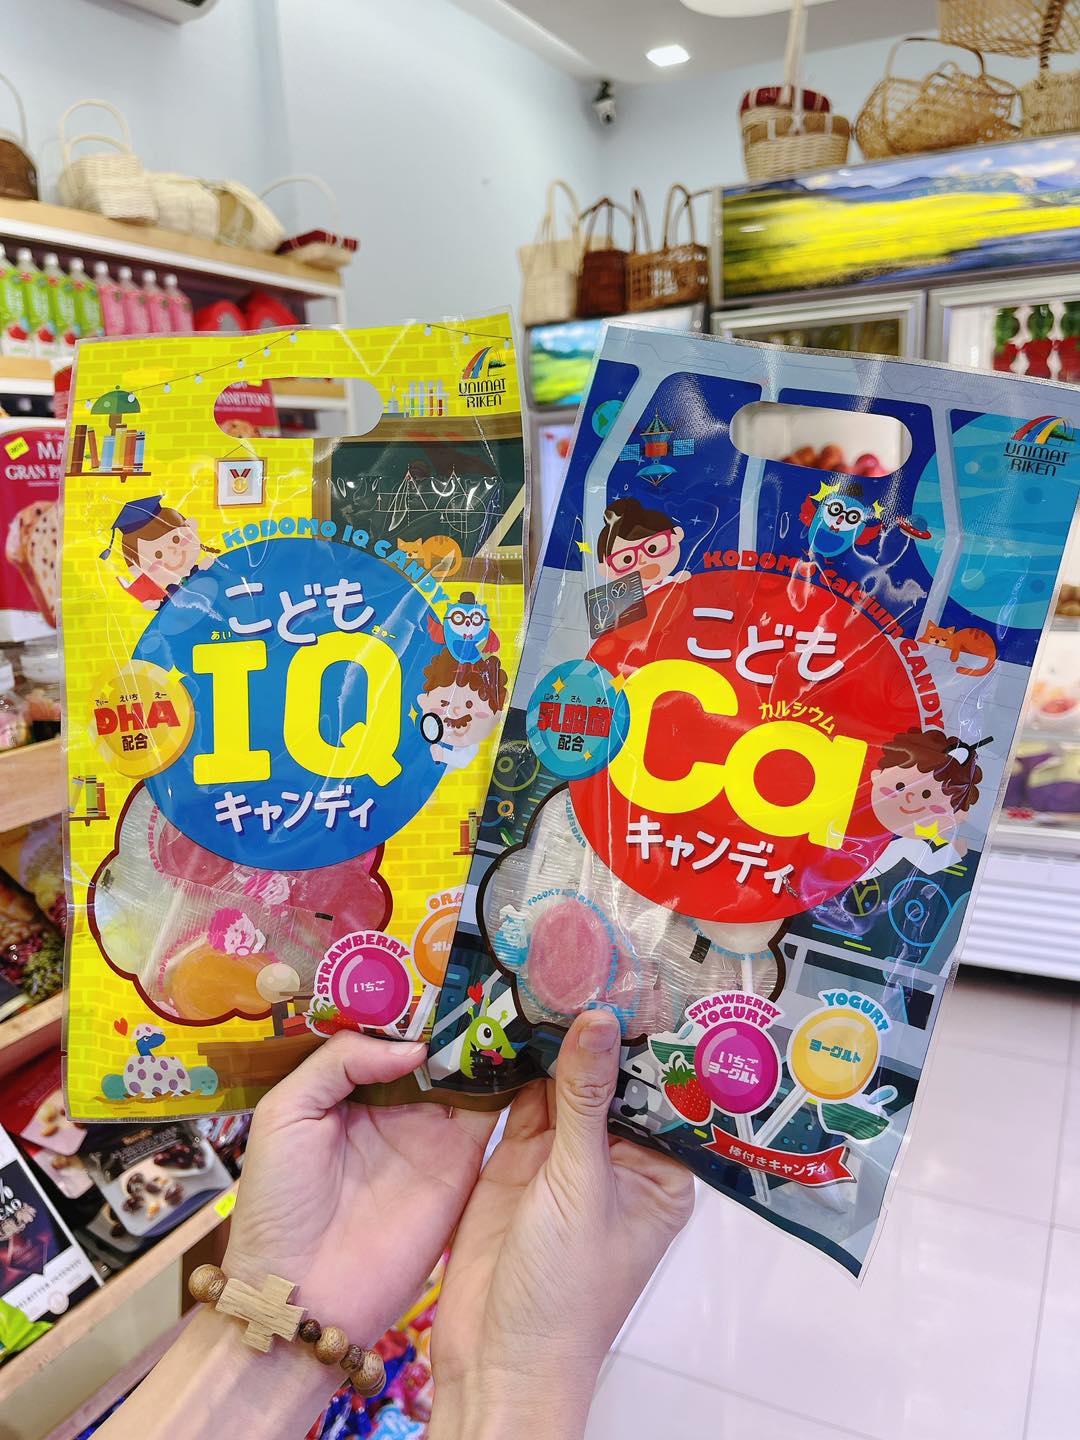 UNIMAT
RIKEN
KODOMO IQ CANDY
こども
あい
きゅー
IQ
キャンディ
でぃー えいち えー
DHA
配合
STRAWBERRY
いちご
UNIMAT
RIKEN
KODOMO Calcium CANDY
こども
カルシウム
Ca
キャンディ
にゅう さん きん
乳酸菌
配合
STRAWBERRY
YOGURT
いちご
ヨーグルト
YOGURT
ヨーグルト
棒付きキャンディ